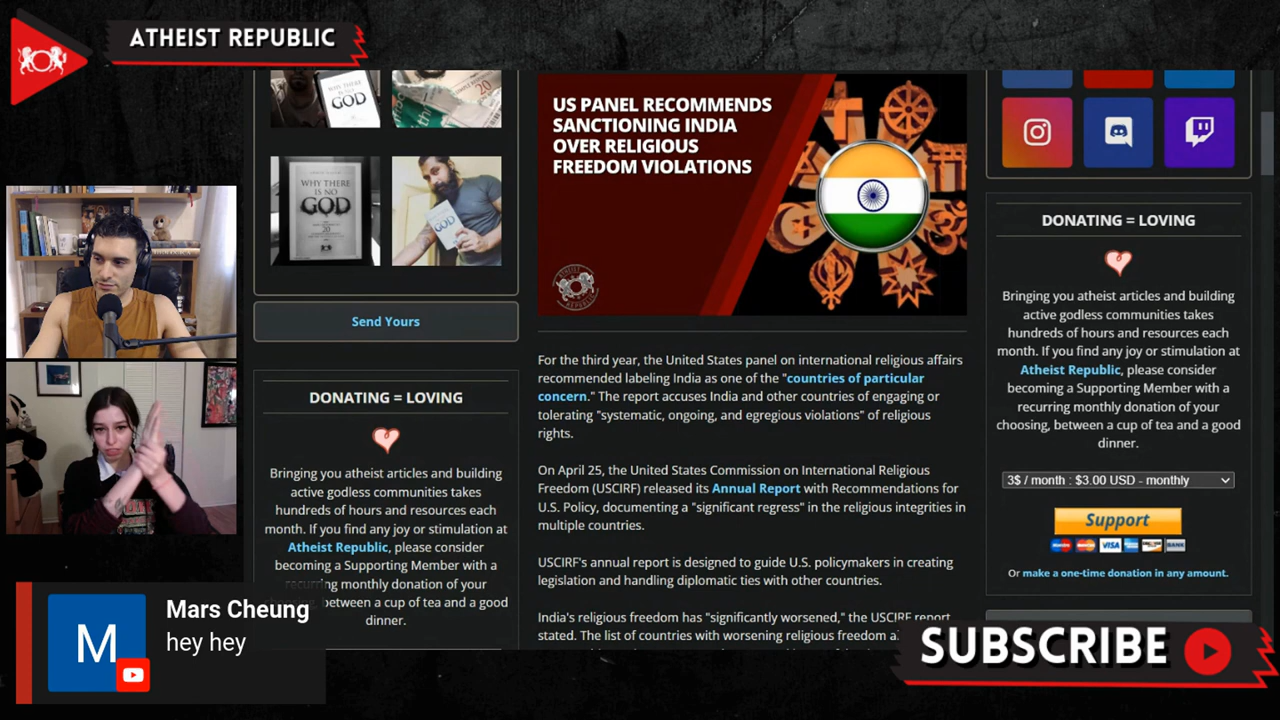 ATHEIST REPUBLIC
WHY THERE
IS NO
GOD
20
WHY THERE
IS NO
GOD
20
GOD
Send Yours
DONATING = LOVING
Bringing you atheist articles and building
active godless communities takes
hundreds of hours and resources each
month. If you find any joy or stimulation at
Atheist Republic, please consider
becoming a Supporting Member with a
recurring monthly donation of your
choosing, between a cup of tea and a good
dinner.
US PANEL RECOMMENDS
SANCTIONING INDIA
OVER RELIGIOUS
FREEDOM VIOLATIONS
ATHEIST
REPUBLIC
For the third year, the United States panel on international religious affairs
recommended labeling India as one of the "countries of particular
concern." The report accuses India and other countries of engaging or
tolerating "systematic, ongoing, and egregious violations" of religious
rights.
On April 25, the United States Commission on International Religious
Freedom (USCIRF) released its Annual Report with Recommendations for
U.S. Policy, documenting a "significant regress" in the religious integrities in
multiple countries.
USCIRF's annual report is designed to guide U.S. policymakers in creating
legislation and handling diplomatic ties with other countries.
India's religious freedom has "significantly worsened," the USCIRF report
stated. The list of countries with worsening religious freedom
DONATING = LOVING
Bringing you atheist articles and building
active godless communities takes
hundreds of hours and resources each
month. If you find any joy or stimulation at
Atheist Republic, please consider
becoming a Supporting Member with a
recurring monthly donation of your
choosing, between a cup of tea and a good
dinner.
3$ / month : $3.00 USD - monthly
Support
VISA
BANK
Or make a one-time donation in any amount.
M
Mars Cheung
hey hey
SUBSCRIBE